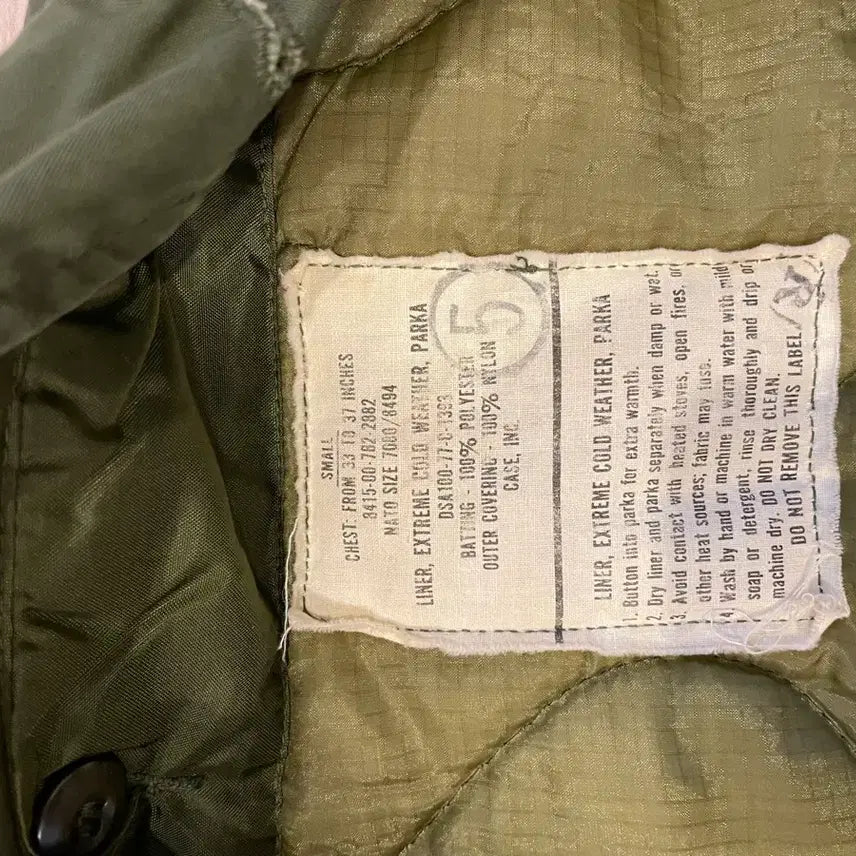 SMALL
CHEST: FROM 33 TO 37 INCHES
8415-00-782-2882
NATO SIZE 7080/8494
LINER, EXTREME COLD WEATHER, PARKA
DSA100-77-C-1393
BATTING - 100% POLYESTER
OUTER COVERING - 100% NYLON
CASE, INC.
5
LINER, EXTREME COLD WEATHER, PARKA
1. Button into parka for extra warmth.
2. Dry liner and parka separately when damp or wet.
3. Avoid contact with heated stoves, open fires, or
other heat sources; fabric may fuse.
4. Wash by hand or machine in warm water with mild
soap or detergent, rinse thoroughly and drip or
machine dry. DO NOT DRY CLEAN.
DO NOT REMOVE THIS LABEL